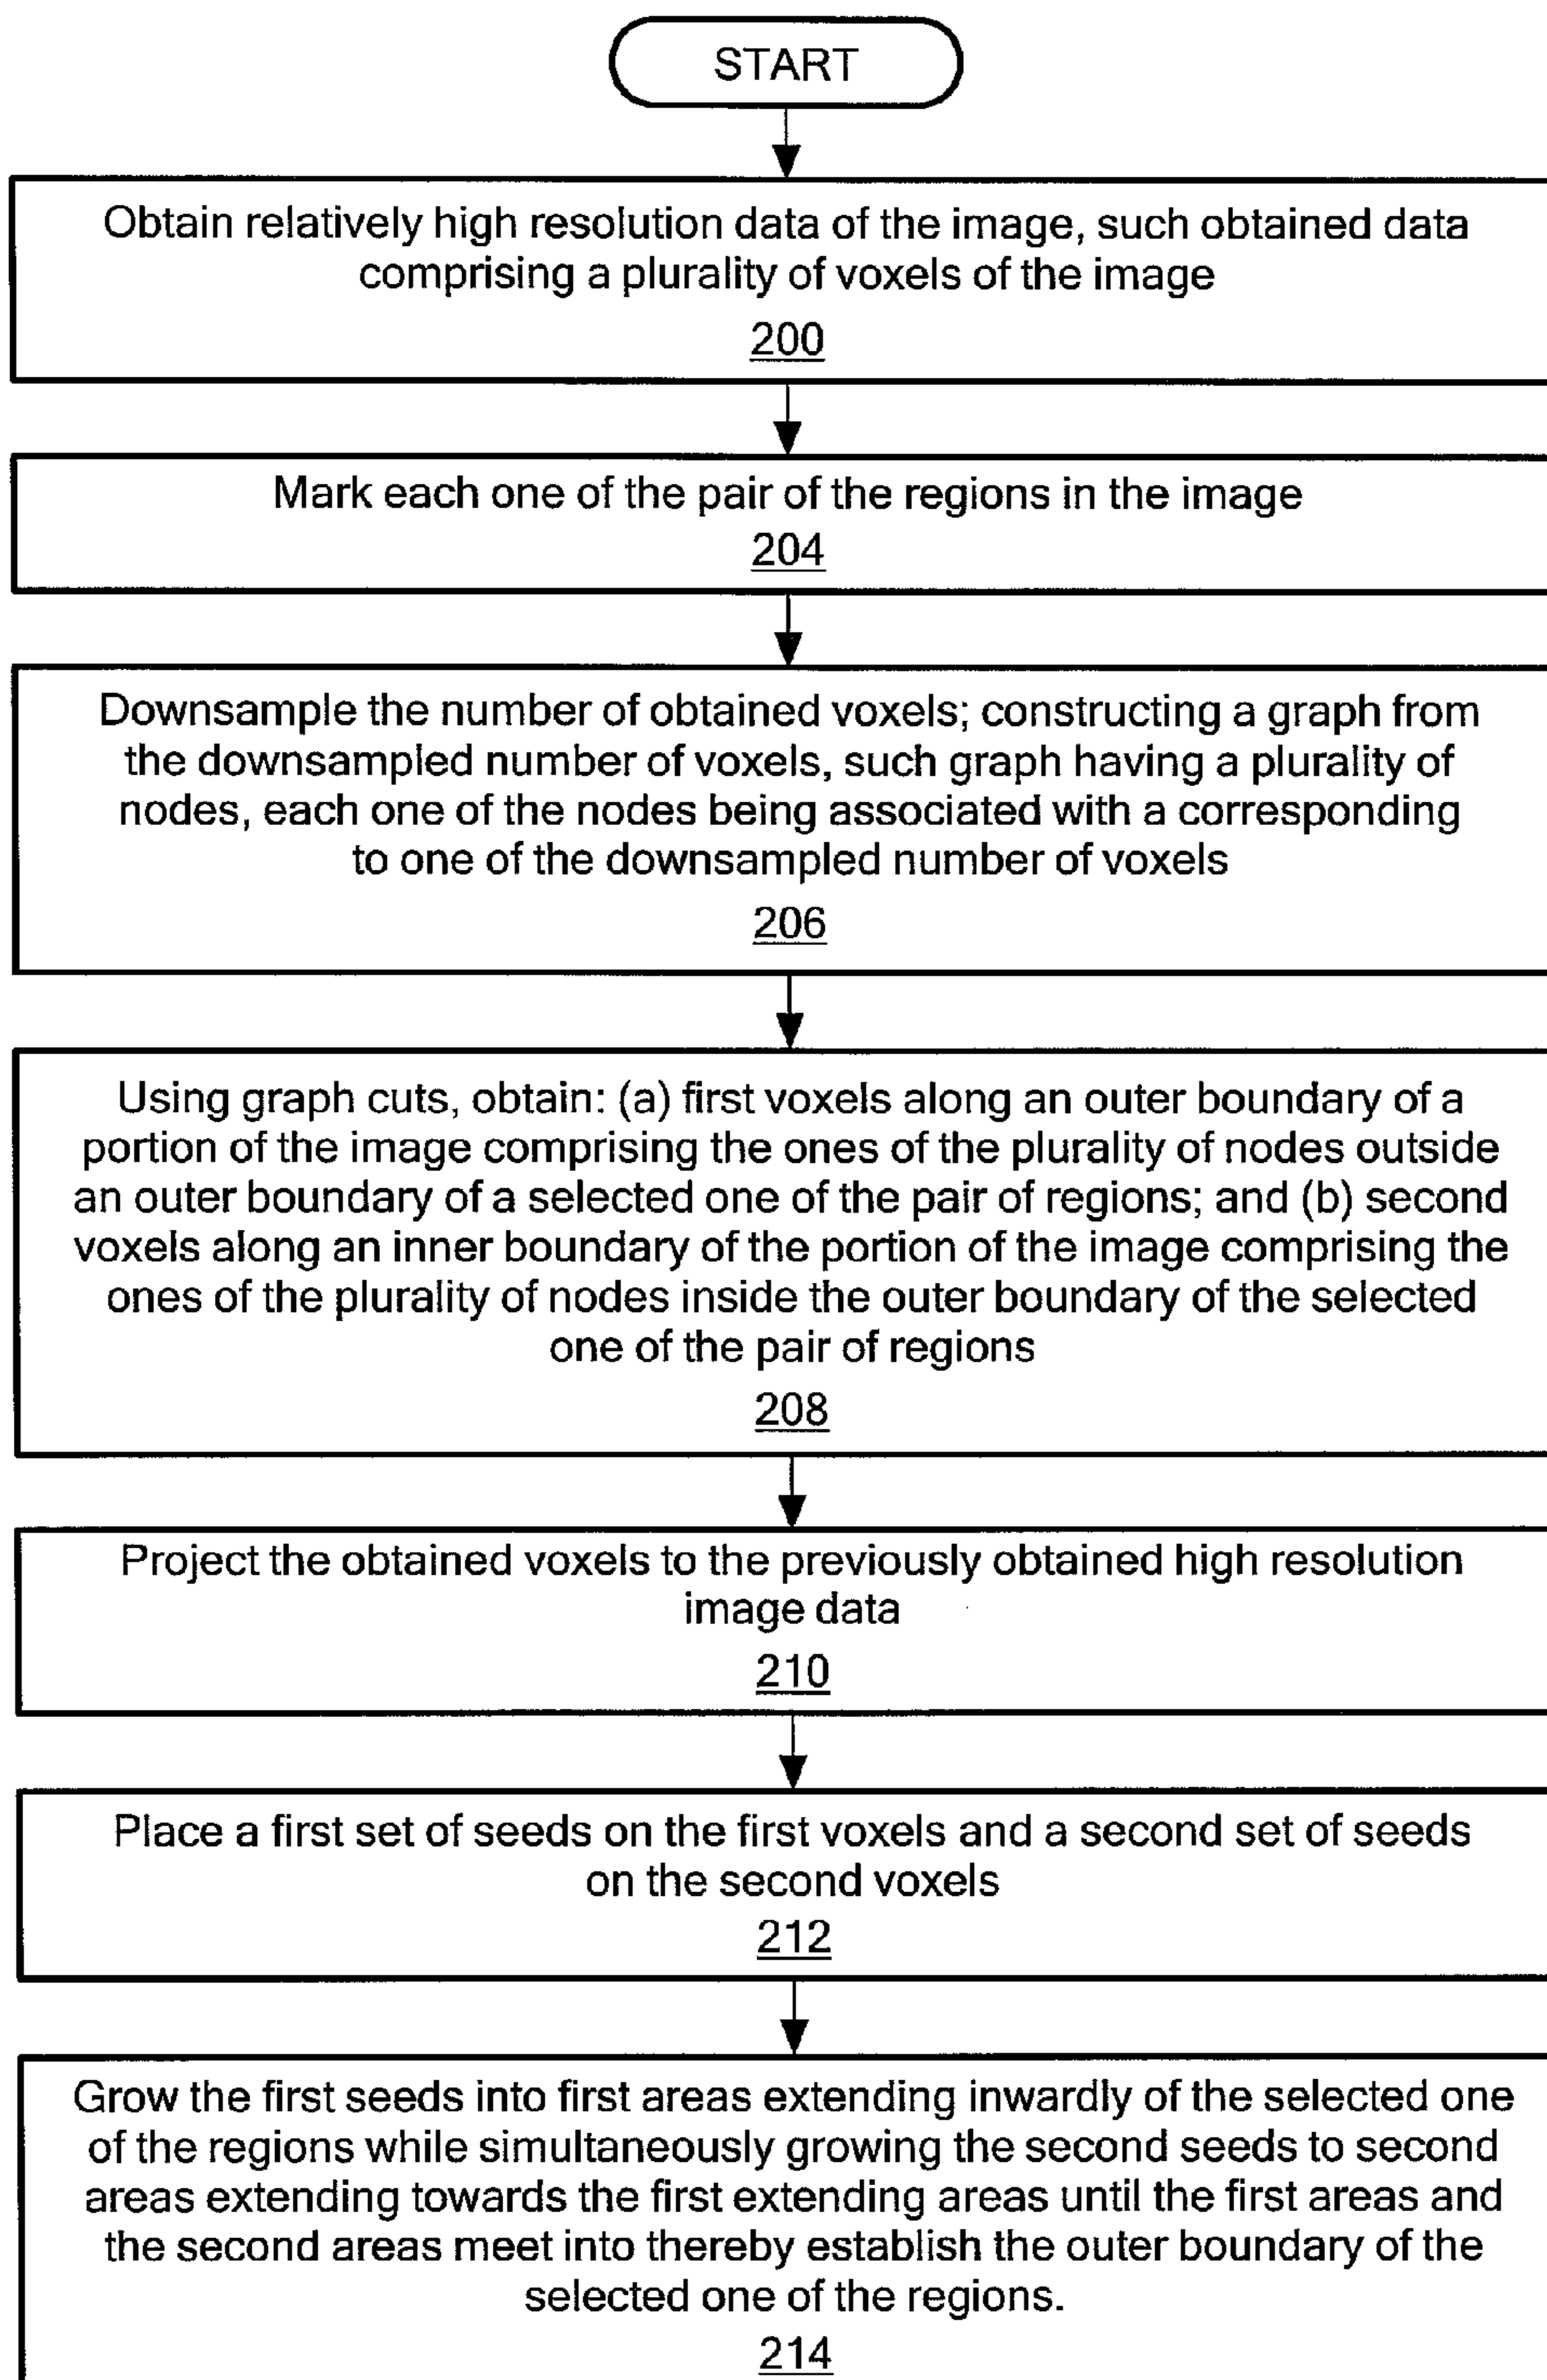 START
Obtain relatively high resolution data of the image, such obtained data
comprising a plurality of voxels of the image
200
Mark each one of the pair of the regions in the image
204
Downsample the number of obtained voxels; constructing a graph from
the downsampled number of voxels, such graph having a plurality of
nodes, each one of the nodes being associated with a corresponding
to one of the downsampled number of voxels
206
Using graph cuts, obtain: (a) first voxels along an outer boundary of a
portion of the image comprising the ones of the plurality of nodes outside
an outer boundary of a selected one of the pair of regions; and (b) second
voxels along an inner boundary of the portion of the image comprising the
ones of the plurality of nodes inside the outer boundary of the selected
one of the pair of regions
208
Project the obtained voxels to the previously obtained high resolution
image data
210
Place a first set of seeds on the first voxels and a second set of seeds
on the second voxels
212
Grow the first seeds into first areas extending inwardly of the selected one
of the regions while simultaneously growing the second seeds to second
areas extending towards the first extending areas until the first areas and
the second areas meet into thereby establish the outer boundary of the
selected one of the regions.
214